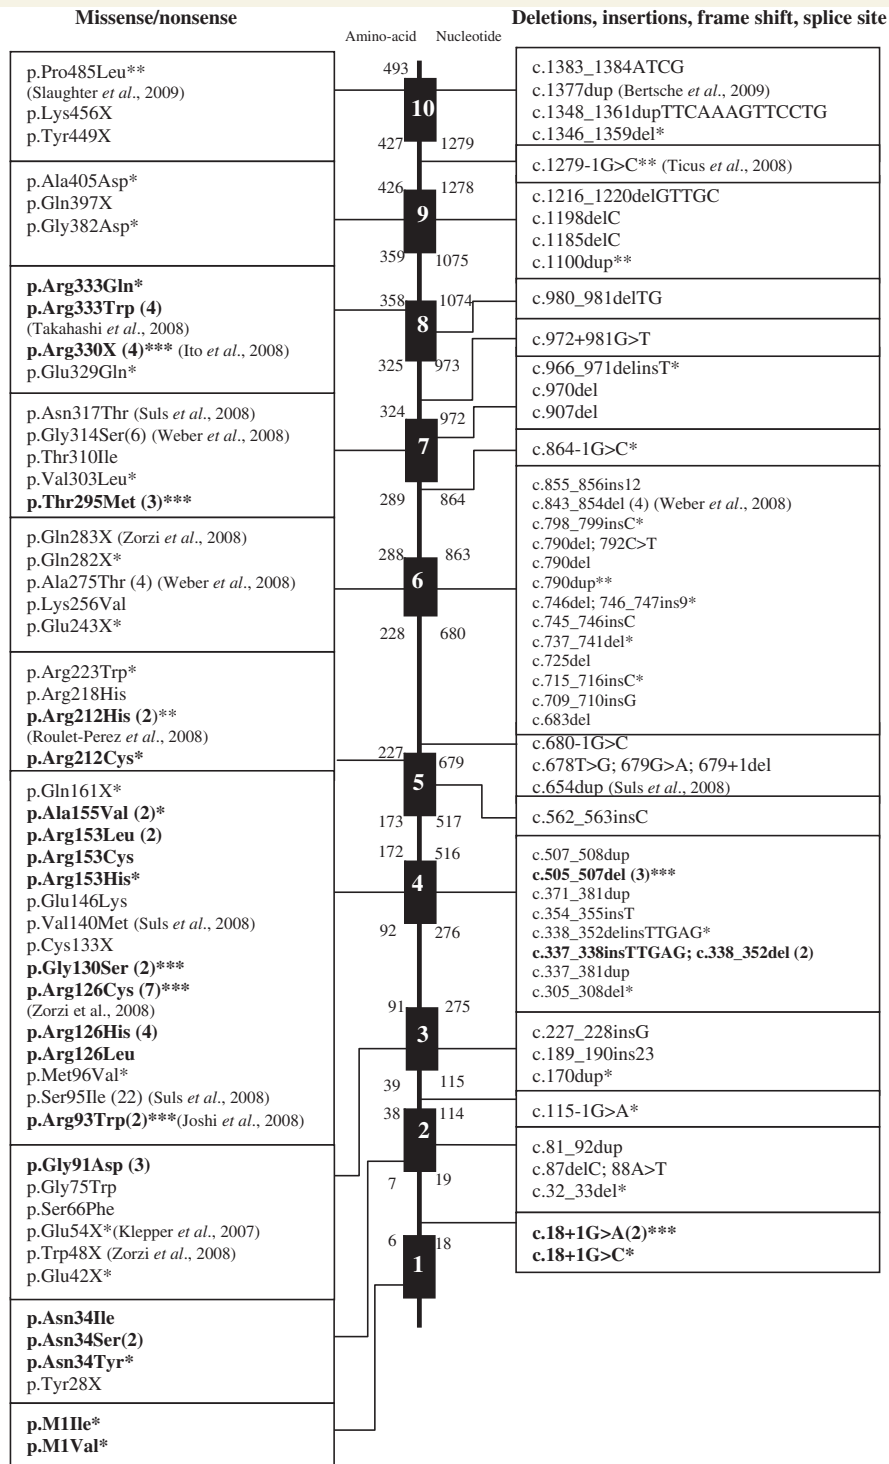 Missense/nonsense
Deletions, insertions, frame shift, splice site
Amino-acid
Nucleotide
p.Pro485Leu**
(Slaughter et al., 2009)
p.Lys456X
p.Tyr449X
493
10
427
1279
c.1383_1384ATCG
c.1377dup (Bertsche et al., 2009)
c.1348_1361dupTTCAAAGTTCCTG
c.1346_1359del*
c.1279-1G>C** (Ticus et al., 2008)
p.Ala405Asp*
p.Gln397X
p.Gly382Asp*
426
1278
9
359
1075
c.1216_1220delGTTGC
c.1198delC
c.1185delC
c.1100dup**
p.Arg333Gln*
p.Arg333Trp (4)
(Takahashi et al., 2008)
p.Arg330X (4)*** (Ito et al., 2008)
p.Glu329Gln*
358
1074
8
325
973
c.980_981delTG
c.972+981G>T
p.Asn317Thr (Suls et al., 2008)
p.Gly314Ser(6) (Weber et al., 2008)
p.Thr310Ile
p.Val303Leu*
p.Thr295Met (3)***
324
972
7
289
864
c.966_971delinsT*
c.970del
c.907del
c.864-1G>C*
p.Gln283X (Zorzi et al., 2008)
p.Gln282X*
p.Ala275Thr (4) (Weber et al., 2008)
p.Lys256Val
p.Glu243X*
288
863
6
228
680
c.855_856ins12
c.843_854del (4) (Weber et al., 2008)
c.798_799insC*
c.790del; 792C>T
c.790del
c.790dup**
c.746del; 746_747ins9*
c.745_746insC
c.737_741del*
c.725del
c.715_716insC*
c.709_710insG
c.683del
p.Arg223Trp*
p.Arg218His
p.Arg212His (2)**
(Roulet-Perez et al., 2008)
p.Arg212Cys*
227
679
5
173
517
c.680-1G>C
c.678T>G; 679G>A; 679+1del
c.654dup (Suls et al., 2008)
c.562_563insC
p.Gln161X*
p.Ala155Val (2)*
p.Arg153Leu (2)
p.Arg153Cys
p.Arg153His*
p.Glu146Lys
p.Val140Met (Suls et al., 2008)
p.Cys133X
p.Gly130Ser (2)***
p.Arg126Cys (7)***
(Zorzi et al., 2008)
p.Arg126His (4)
p.Arg126Leu
p.Met96Val*
p.Ser95Ile (22) (Suls et al., 2008)
p.Arg93Trp(2)***(Joshi et al., 2008)
172
516
4
92
276
c.507_508dup
c.505_507del (3)***
c.371_381dup
c.354_355insT
c.338_352delinsTTGAG*
c.337_338insTTGAG; c.338_352del (2)
c.337_381dup
c.305_308del*
p.Gly91Asp (3)
p.Gly75Trp
p.Ser66Phe
p.Glu54X*(Klepper et al., 2007)
p.Trp48X (Zorzi et al., 2008)
p.Glu42X*
91
275
3
39
115
c.227_228insG
c.189_190ins23
c.170dup*
c.115-1G>A*
p.Asn34Ile
p.Asn34Ser(2)
p.Asn34Tyr*
p.Tyr28X
38
114
2
7
19
c.81_92dup
c.87delC; 88A>T
c.32_33del*
p.M1Ile*
p.M1Val*
6
18
1
c.18+1G>A(2)***
c.18+1G>C*